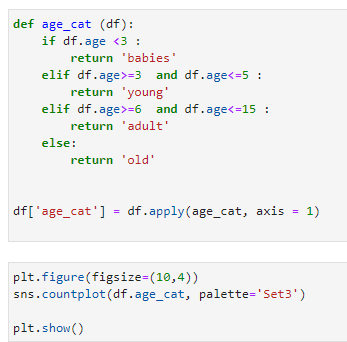 def age_cat (df):
    if df.age <3 :
        return 'babies'
    elif df.age>=3  and df.age<=5 :
        return 'young'
    elif df.age>=6  and df.age<=15 :
        return 'adult'
    else:
        return 'old'
df['age_cat'] = df.apply(age_cat, axis = 1)
plt.figure(figsize=(10,4))
sns.countplot(df.age_cat, palette='Set3')
plt.show()